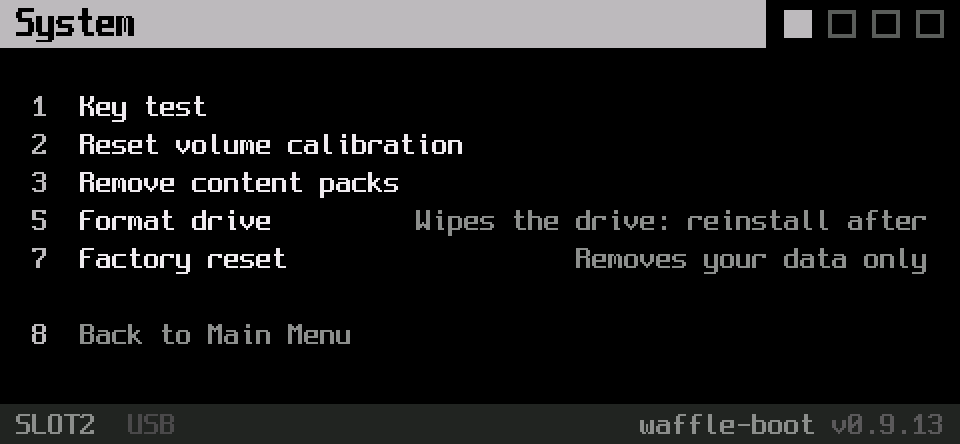 System
1 Key test
2 Reset volume calibration
3 Remove content packs
5 Format drive Wipes the drive: reinstall after
7 Factory reset Removes your data only
8 Back to Main Menu
SLOT2 USB waffle-boot v0.9.13